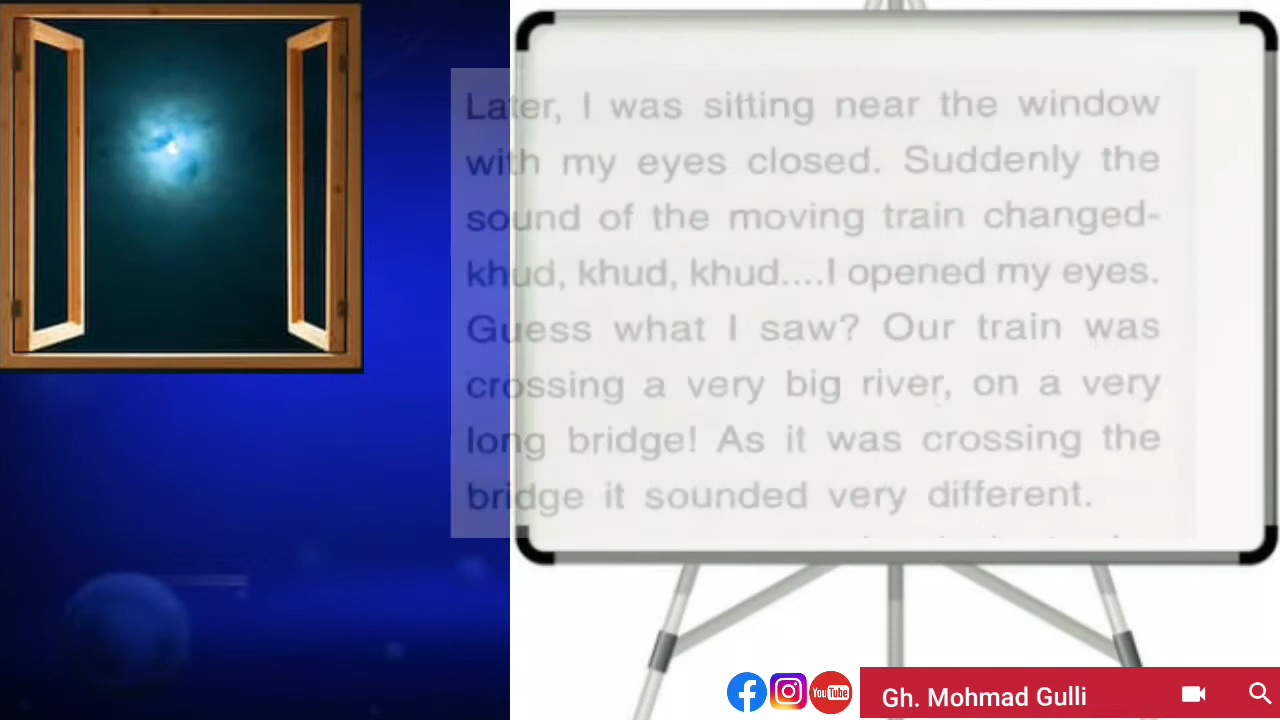 Later, I was sitting near the window
with my eyes closed. Suddenly the
sound of the moving train changed-
khud, khud, khud....I opened my eyes.
Guess what I saw? Our train was
crossing a very big river, on a very
long bridge! As it was crossing the
bridge it sounded very different.
You Tube
Gh. Mohmad Gulli